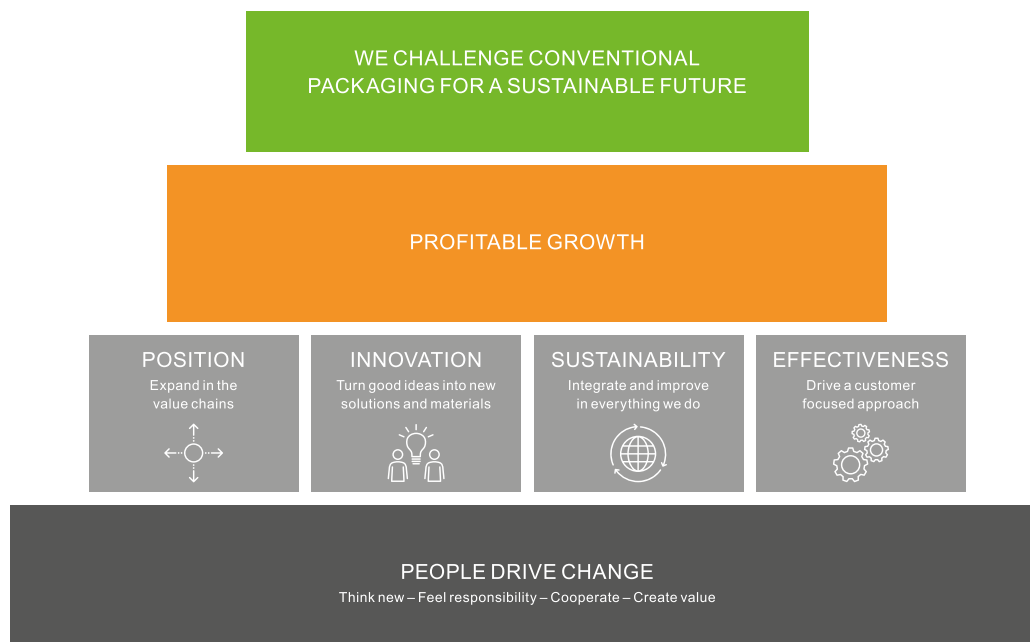 WE CHALLENGE CONVENTIONAL
PACKAGING FOR A SUSTAINABLE FUTURE
PROFITABLE GROWTH
POSITION
Expand in the
value chains
INNOVATION
Turn good ideas into new
solutions and materials
SUSTAINABILITY
Integrate and improve
in everything we do
EFFECTIVENESS
Drive a customer
focused approach
PEOPLE DRIVE CHANGE
Think new – Feel responsibility – Cooperate – Create value